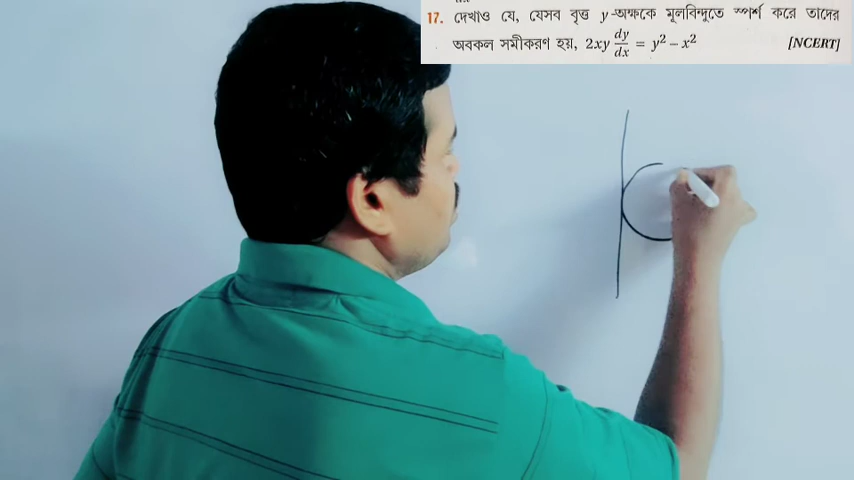 17. দেখাও যে, যেসব বৃত্ত y-অক্ষকে মূলবিন্দুতে স্পর্শ করে তাদের
অবকল সমীকরণ হয়, 2xy dy/dx = y² – x² [NCERT]